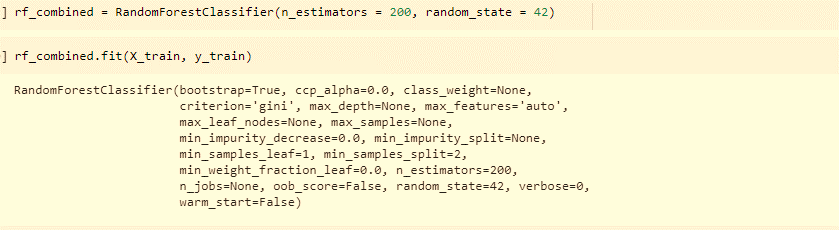 ] rf_combined = RandomForestClassifier(n_estimators = 200, random_state = 42)
] rf_combined.fit(X_train, y_train)
RandomForestClassifier(bootstrap=True, ccp_alpha=0.0, class_weight=None,
criterion='gini', max_depth=None, max_features='auto',
max_leaf_nodes=None, max_samples=None,
min_impurity_decrease=0.0, min_impurity_split=None,
min_samples_leaf=1, min_samples_split=2,
min_weight_fraction_leaf=0.0, n_estimators=200,
n_jobs=None, oob_score=False, random_state=42, verbose=0,
warm_start=False)